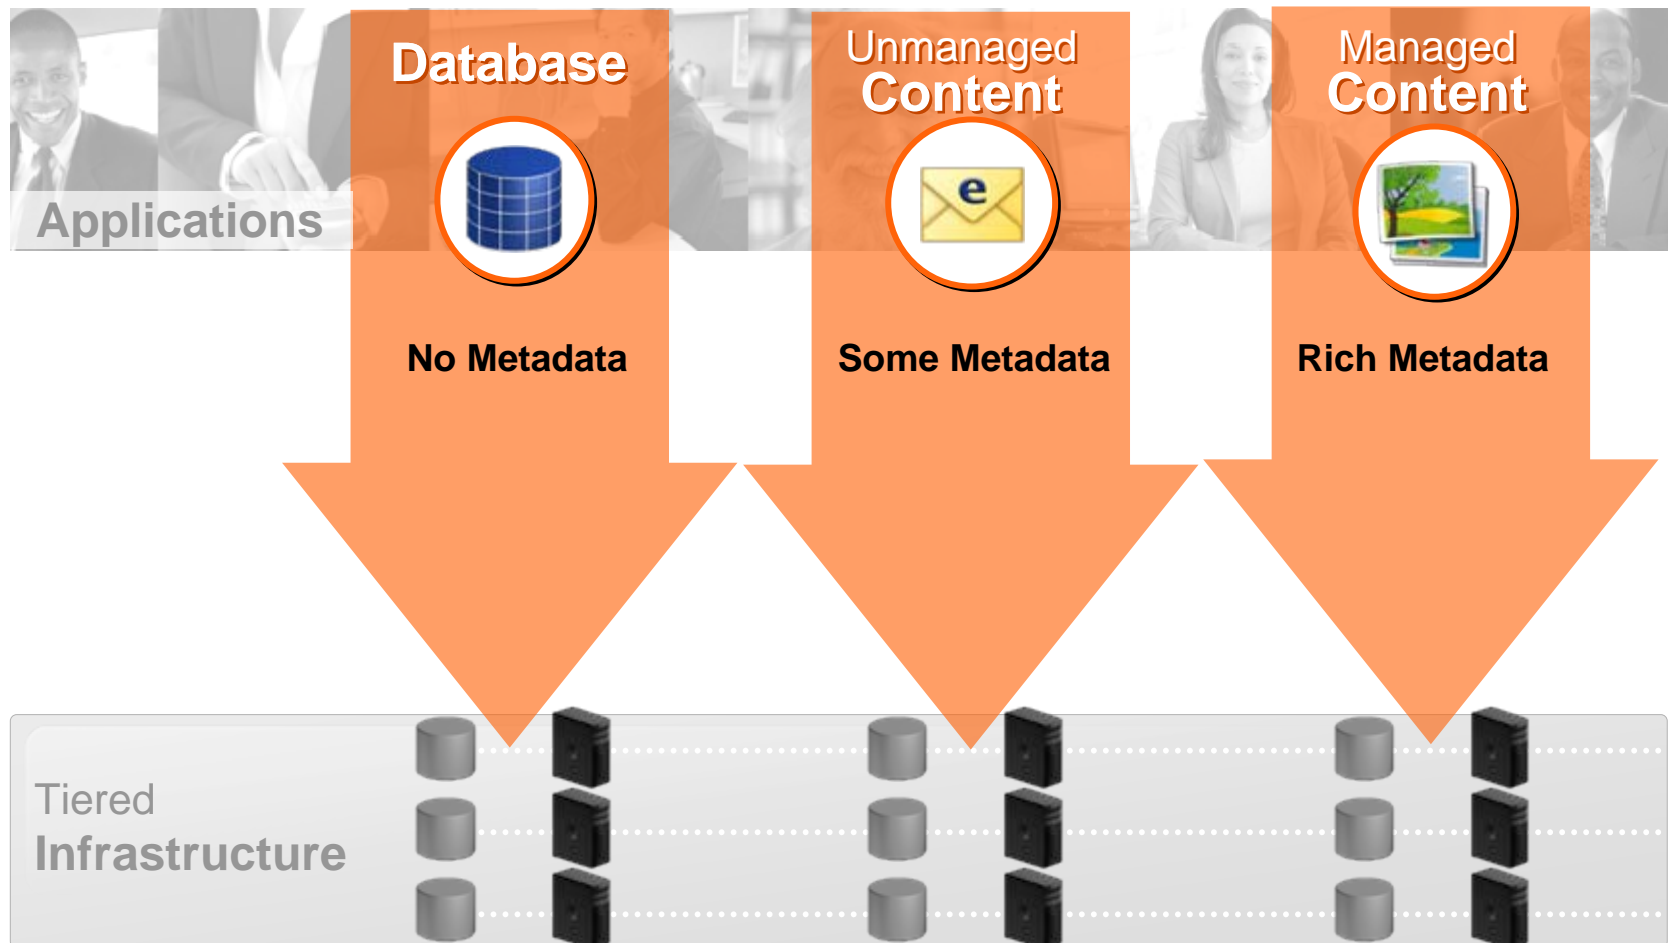 Database
Unmanaged
Content
Managed
Content
e
Applications
No Metadata
Some Metadata
Rich Metadata
Tiered
Infrastructure